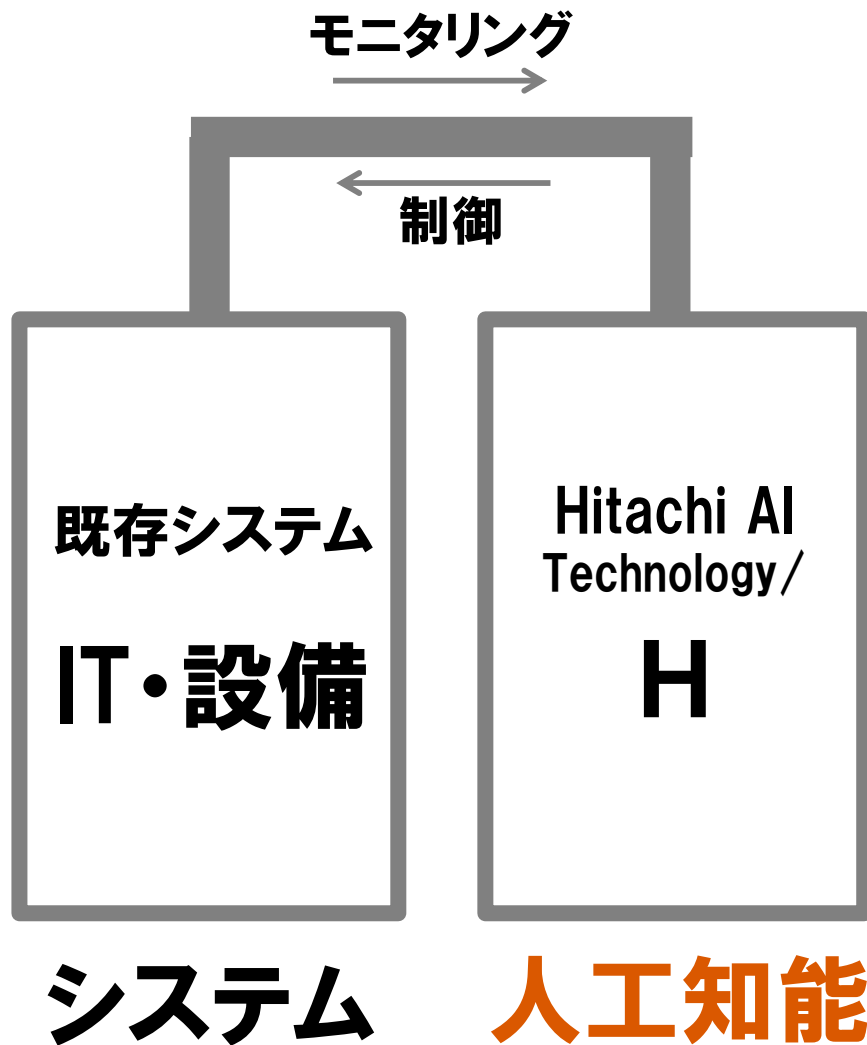 モニタリング
制御
既存システム
IT・設備
Hitachi AI
Technology/
H
システム
人工知能